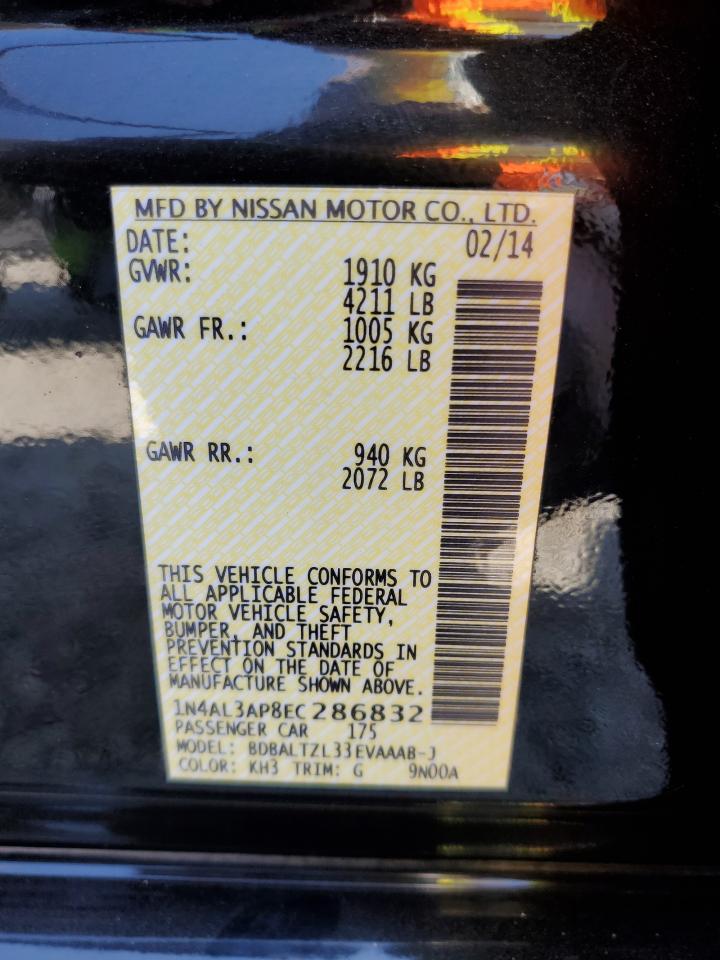 MFD BY NISSAN MOTOR CO., LTD.
DATE: 02/14
GVWR: 1910 KG
4211 LB
GAWR FR.: 1005 KG
2216 LB
GAWR RR.: 940 KG
2072 LB
THIS VEHICLE CONFORMS TO
ALL APPLICABLE FEDERAL
MOTOR VEHICLE SAFETY,
BUMPER, AND THEFT
PREVENTION STANDARDS IN
EFFECT ON THE DATE OF
MANUFACTURE SHOWN ABOVE.
1N4AL3AP8EC286832
PASSENGER CAR 175
MODEL: BDBALTZL33EVAAAB-J
COLOR: KH3 TRIM: G 9N00A